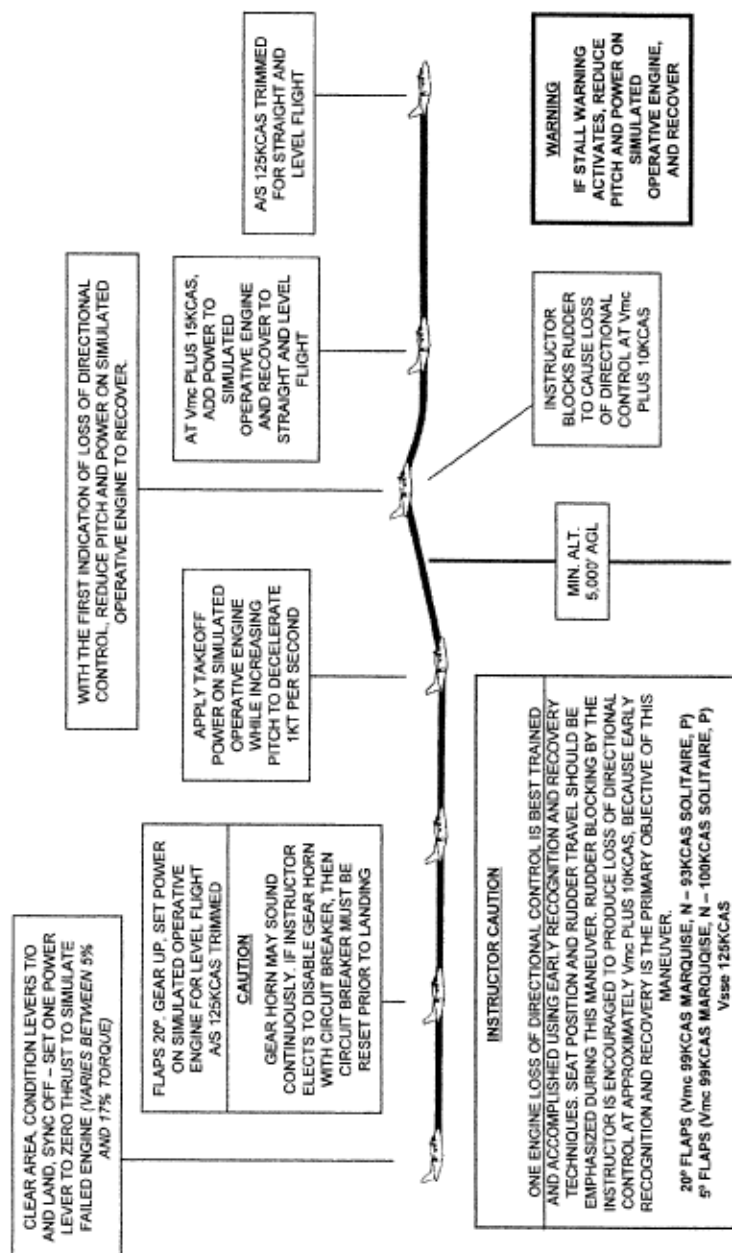 CLEAR AREA, CONDITION LEVERS T/O
AND LAND, SYNC OFF – SET ONE POWER
LEVER TO ZERO THRUST TO SIMULATE
FAILED ENGINE (VARIES BETWEEN 5%
AND 17% TORQUE)
FLAPS 20º. GEAR UP, SET POWER
ON SIMULATED OPERATIVE
ENGINE FOR LEVEL FLIGHT
A/S 125KCAS TRIMMED
CAUTION
GEAR HORN MAY SOUND
CONTINUOUSLY. IF INSTRUCTOR
ELECTS TO DISABLE GEAR HORN
WITH CIRCUIT BREAKER, THEN
CIRCUIT BREAKER MUST BE
RESET PRIOR TO LANDING
APPLY TAKEOFF
POWER ON SIMULATED
OPERATIVE ENGINE
WHILE INCREASING
PITCH TO DECELERATE
1KT PER SECOND
WITH THE FIRST INDICATION OF LOSS OF DIRECTIONAL
CONTROL, REDUCE PITCH AND POWER ON SIMULATED
OPERATIVE ENGINE TO RECOVER.
AT Vmc PLUS 15KCAS,
ADD POWER TO
SIMULATED
OPERATIVE ENGINE
AND RECOVER TO
STRAIGHT AND LEVEL
FLIGHT
A/S 125KCAS TRIMMED
FOR STRAIGHT AND
LEVEL FLIGHT
INSTRUCTOR CAUTION
ONE ENGINE LOSS OF DIRECTIONAL CONTROL IS BEST TRAINED
AND ACCOMPLISHED USING EARLY RECOGNITION AND RECOVERY
TECHNIQUES. SEAT POSITION AND RUDDER TRAVEL SHOULD BE
EMPHASIZED DURING THIS MANEUVER. RUDDER BLOCKING BY THE
INSTRUCTOR IS ENCOURAGED TO PRODUCE LOSS OF DIRECTIONAL
CONTROL AT APPROXIMATELY Vmc PLUS 10KCAS, BECAUSE EARLY
RECOGNITION AND RECOVERY IS THE PRIMARY OBJECTIVE OF THIS
MANEUVER.
20º FLAPS (Vmc 99KCAS MARQUISE, N – 93KCAS SOLITAIRE, P)
5º FLAPS (Vmc 99KCAS MARUQISE, N – 100KCAS SOLITAIRE, P)
Vsse 125KCAS
MIN. ALT.
5,000' AGL
INSTRUCTOR
BLOCKS RUDDER
TO CAUSE LOSS
OF DIRECTIONAL
CONTROL AT Vmc
PLUS 10KCAS
WARNING
IF STALL WARNING
ACTIVATES, REDUCE
PITCH AND POWER ON
SIMULATED
OPERATIVE ENGINE,
AND RECOVER